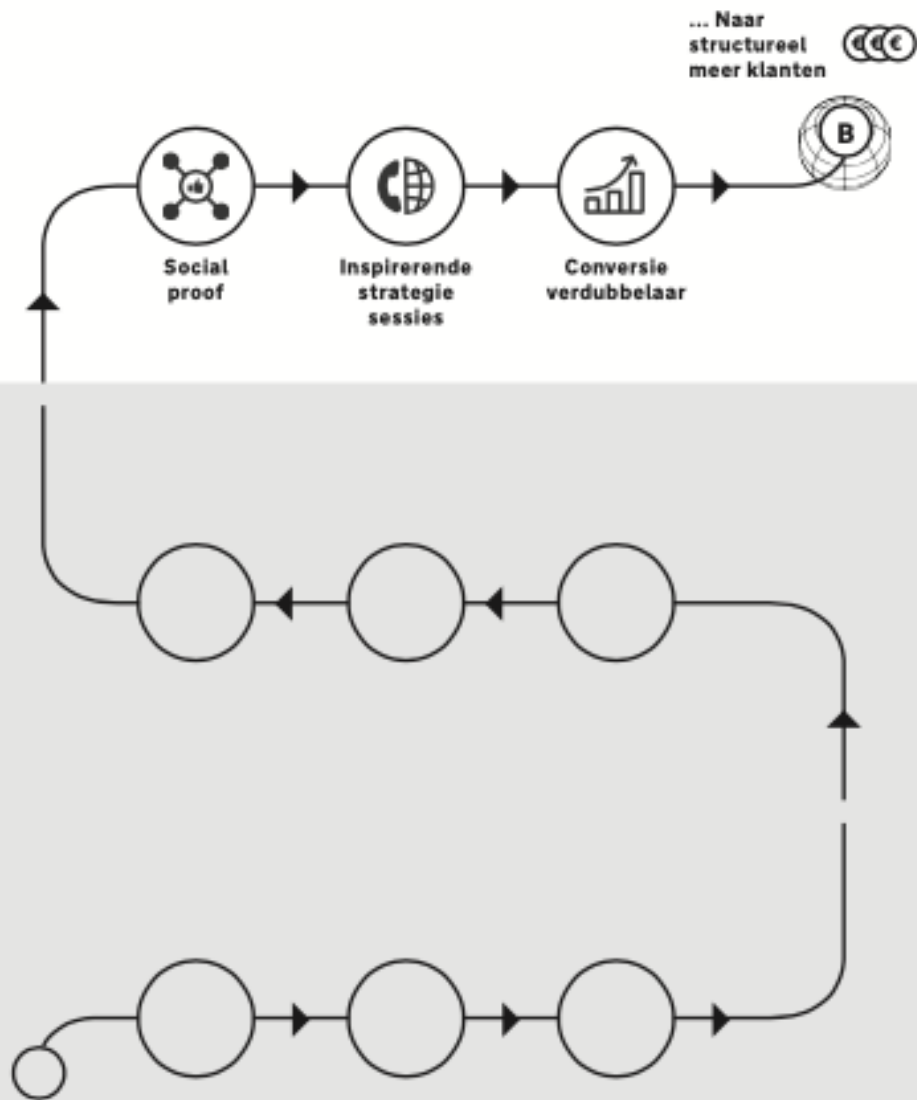 ... Naar
structureel
meer klanten
€ € €
B
Social
proof
Inspirerende
strategie
sessies
Conversie
verdubbelaar